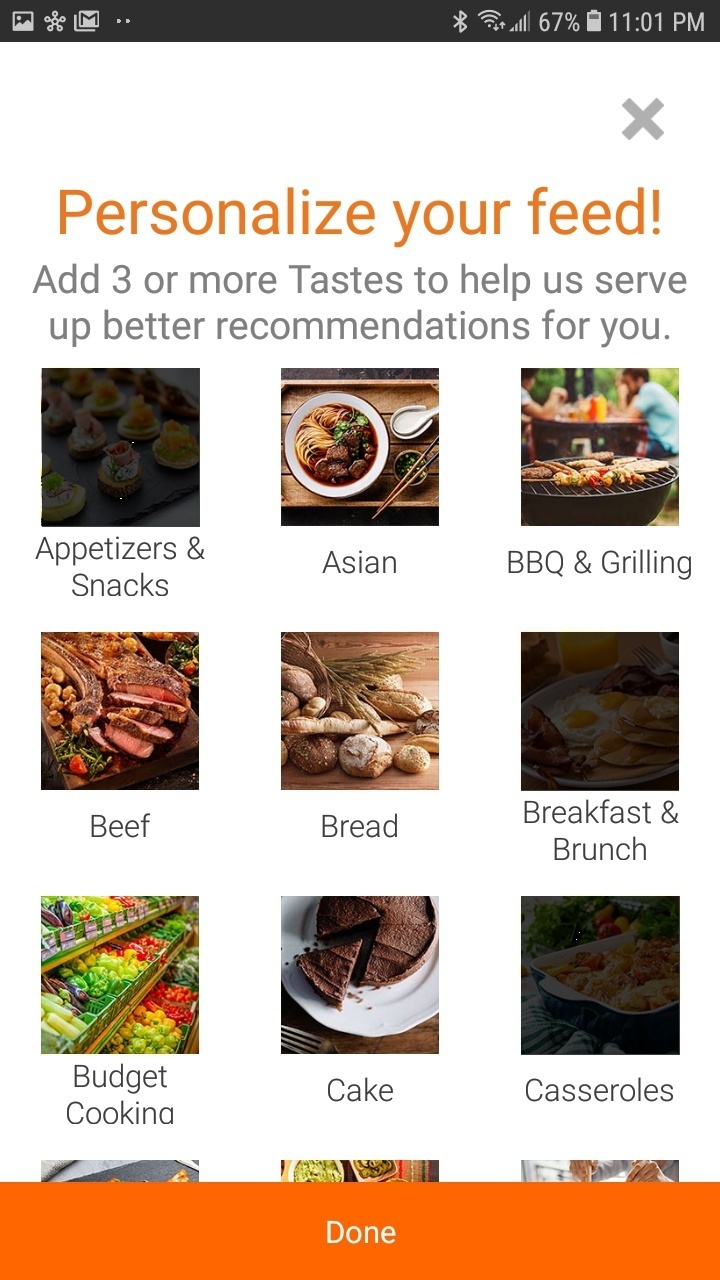 67% 11:01 PM
Personalize your feed!
Add 3 or more Tastes to help us serve
up better recommendations for you.
Appetizers &
Snacks
Asian
BBQ & Grilling
Beef
Bread
Breakfast &
Brunch
Budget
Cooking
Cake
Casseroles
Done